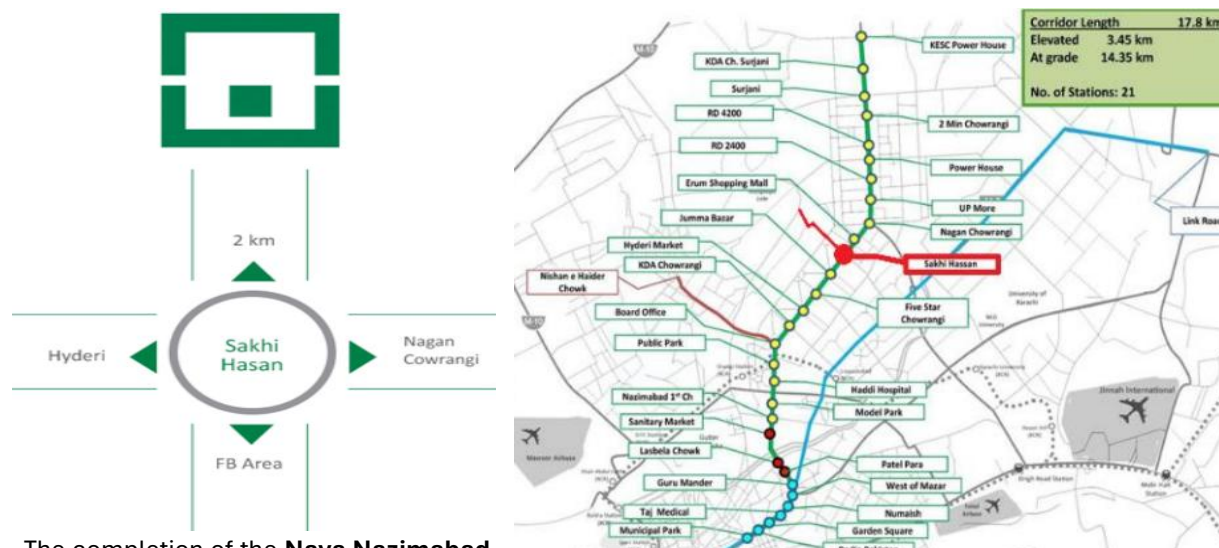 2 km
Hyderi
Sakhi
Hasan
Nagan
Cowrangi
FB Area
The completion of the Naya Nazimabad
Corridor Length 17.8 km
Elevated 3.45 km
At grade 14.35 km
No. of Stations: 21
KESC Power House
KDA Ch. Surjani
Surjani
RD 4200
2 Min Chowrangi
RD 2400
Power House
Erum Shopping Mall
UP More
Jumma Bazar
Nagan Chowrangi
Link Road
Hyderi Market
KDA Chowrangi
Sakhi Hassan
Nishan e Haider
Chowk
University of
Karachi
Five Star
Chowrangi
Board Office
Public Park
Haddi Hospital
Jinnah International
Nazimabad 1st Ch
Model Park
Sanitary Market
Lasbela Chowk
Patel Para
Guru Mander
West of Mazar
Taj Medical
Numaish
Municipal Park
Garden Square